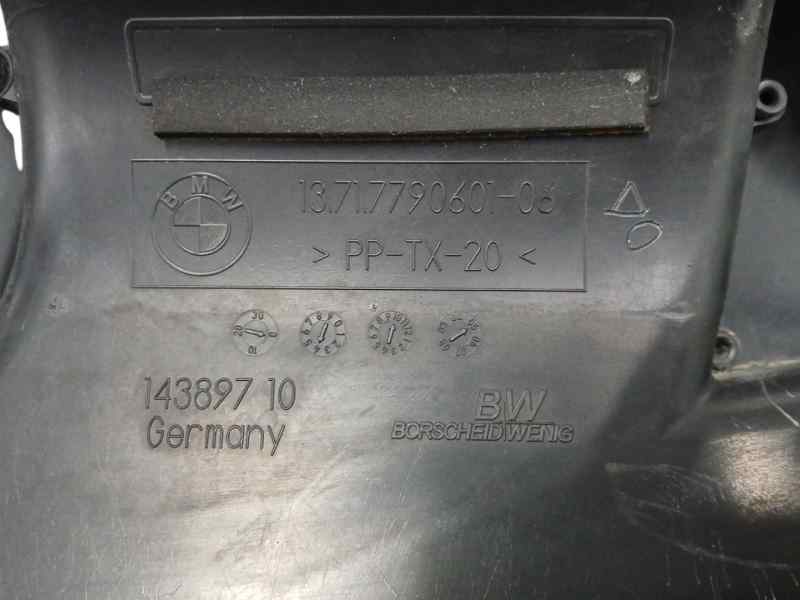 BMW
13.71.7790601-06
> PP-TX-20 <
143897 10
Germany
BW
BORSCHEID WENIG